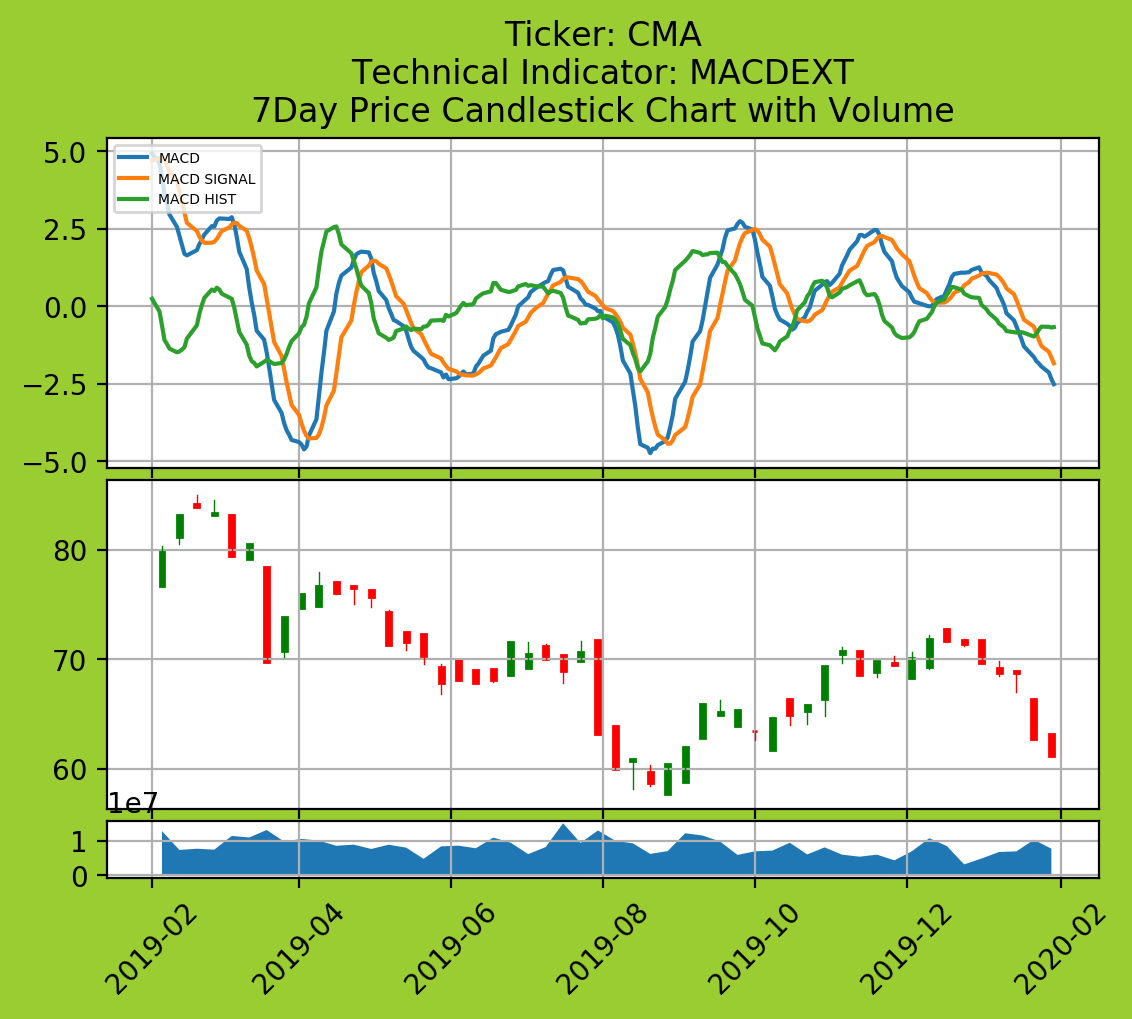 Ticker: CMA
Technical Indicator: MACDEXT
7Day Price Candlestick Chart with Volume
5.0
2.5
0.0
−2.5
−5.0
MACD
MACD SIGNAL
MACD HIST
80
70
60
1e7
1
0
2019-02
2019-04
2019-06
2019-08
2019-10
2019-12
2020-02